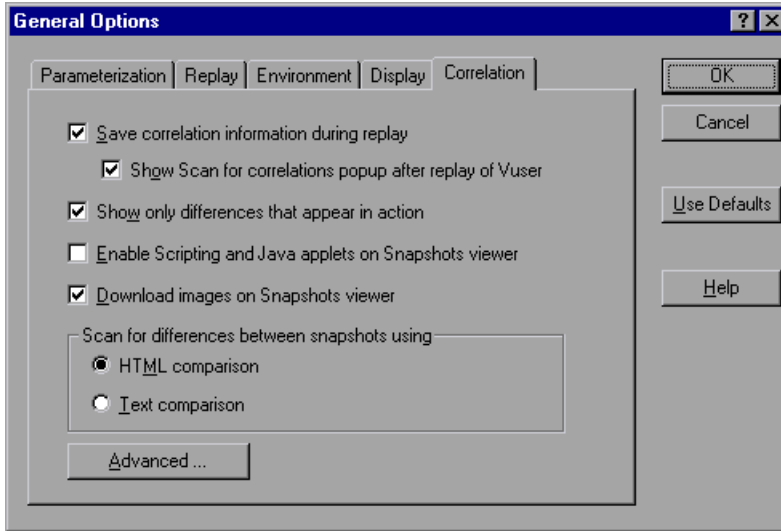 General Options
Parameterization Replay Environment Display Correlation
Save correlation information during replay
Show Scan for correlations popup after replay of Vuser
Show only differences that appear in action
Enable Scripting and Java applets on Snapshots viewer
Download images on Snapshots viewer
Scan for differences between snapshots using
HTML comparison
Text comparison
Advanced ...
OK
Cancel
Use Defaults
Help